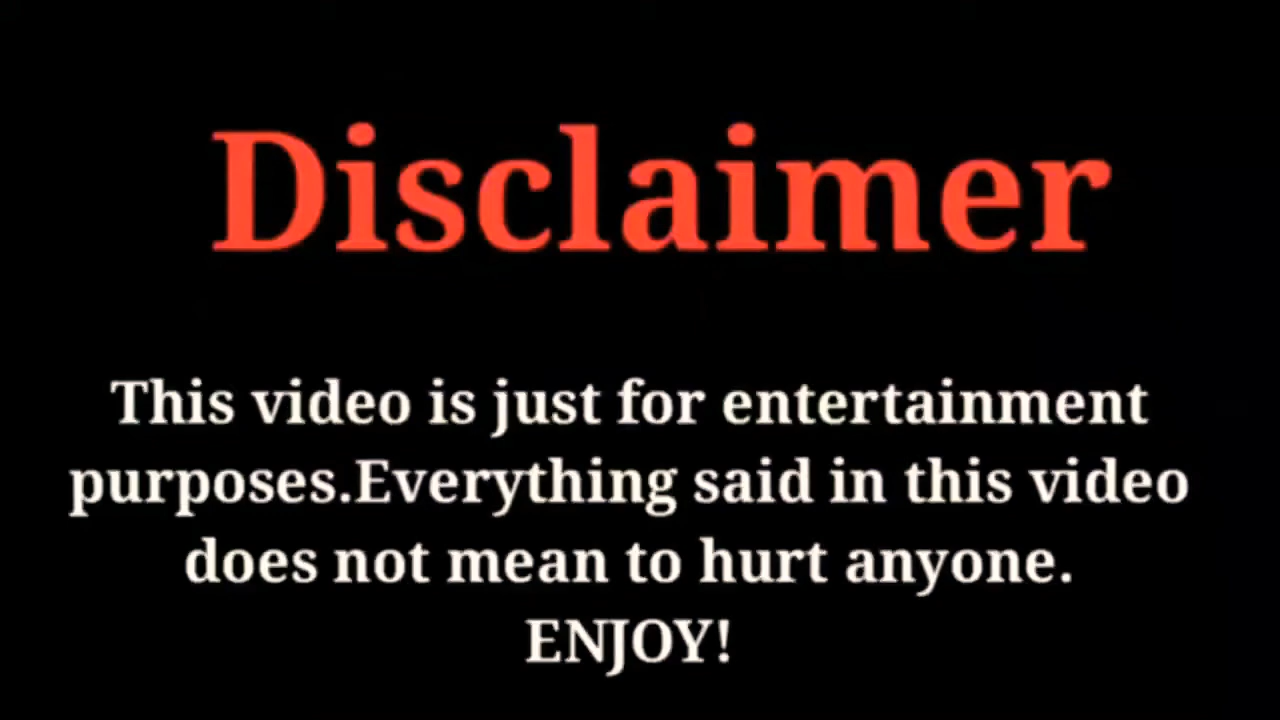 Disclaimer
This video is just for entertainment
purposes.Everything said in this video
does not mean to hurt anyone.
ENJOY!